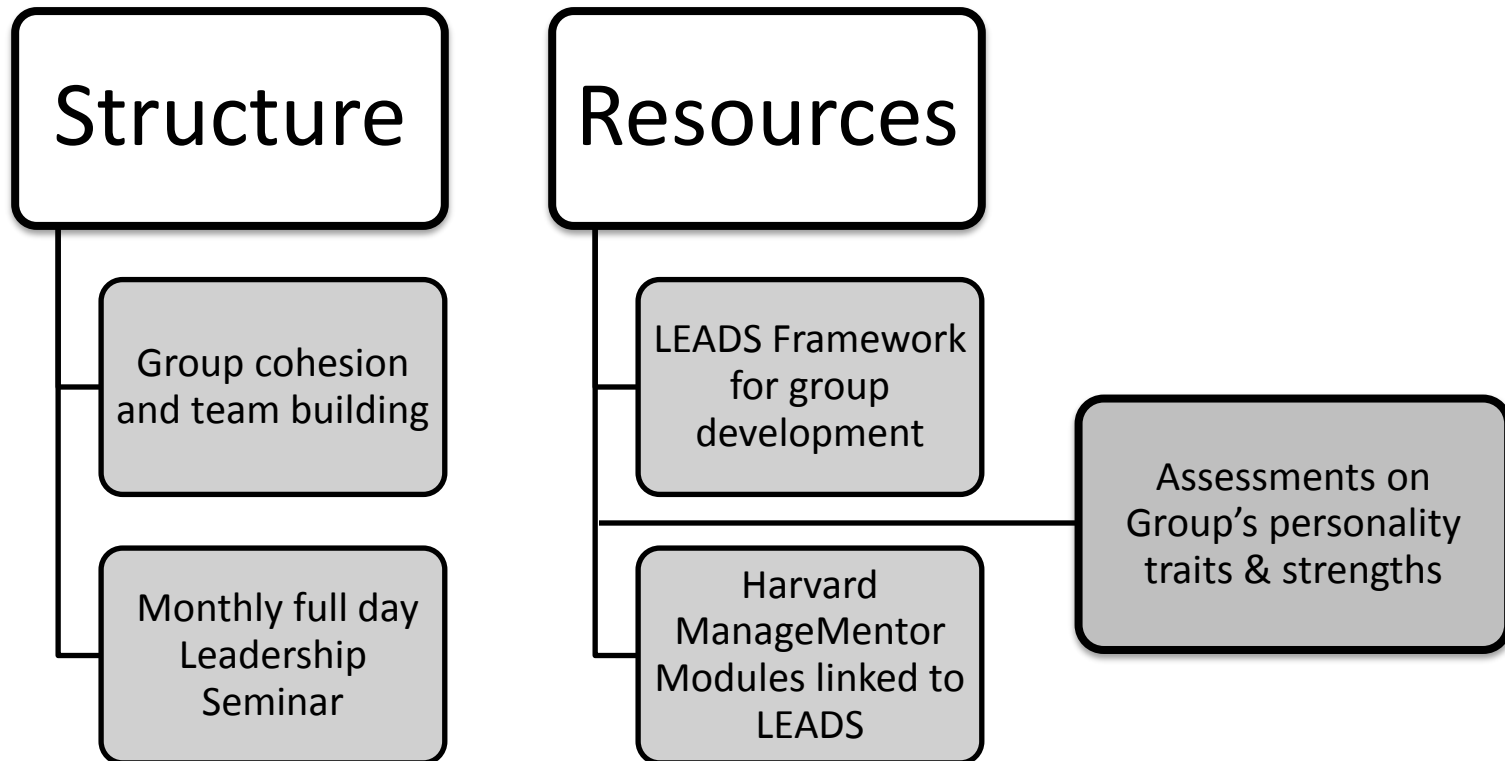 Structure
Group cohesion
and team building
Monthly full day
Leadership
Seminar
Resources
LEADS Framework
for group
development
Harvard
ManageMentor
Modules linked to
LEADS
Assessments on
Group’s personality
traits & strengths